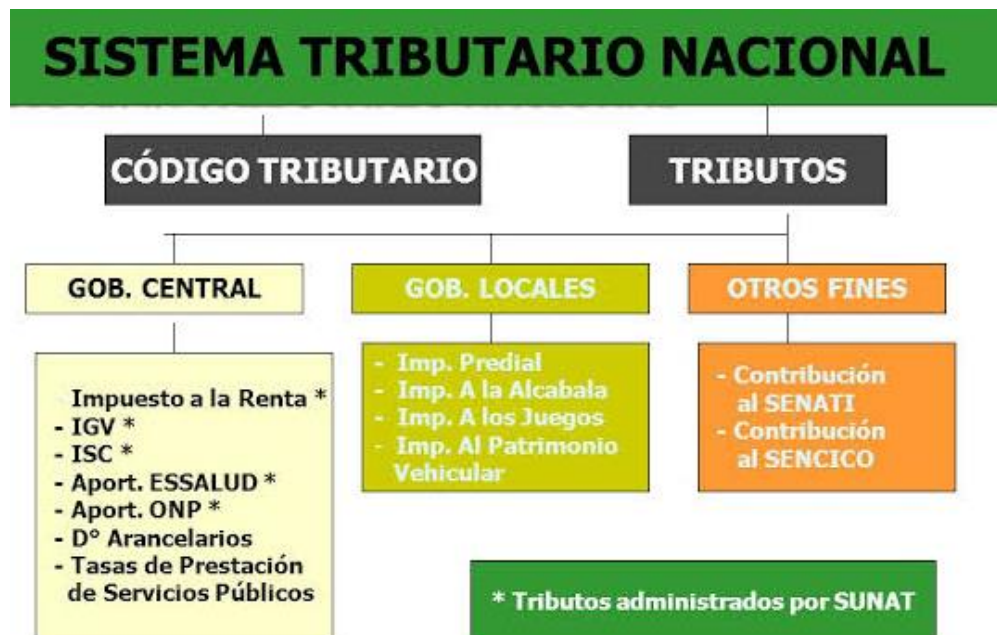 SISTEMA TRIBUTARIO NACIONAL
CÓDIGO TRIBUTARIO
TRIBUTOS
GOB. CENTRAL
Impuesto a la Renta *
- IGV *
- ISC *
- Aport. ESSALUD *
- Aport. ONP *
- D° Arancelarios
- Tasas de Prestación
de Servicios Públicos
GOB. LOCALES
- Imp. Predial
- Imp. A la Alcabala
- Imp. A los Juegos
- Imp. Al Patrimonio
Vehicular
OTROS FINES
- Contribución
al SENATI
- Contribución
al SENCICO
* Tributos administrados por SUNAT